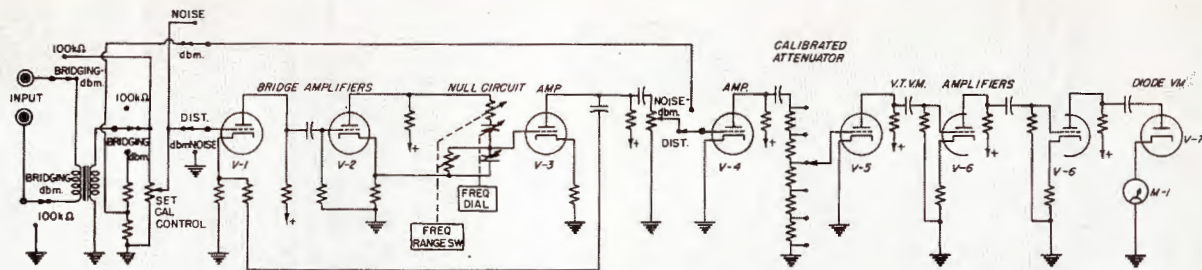 NOISE
100kΩ
dbm.
CALIBRATED
ATTENUATOR
BRIDGING-
dbm.
BRIDGE AMPLIFIERS
NULL CIRCUIT
AMP.
NOISE-
dbm.
AMP.
V.T.V.M.
AMPLIFIERS
DIODE V.M.
INPUT
100kΩ
DIST.
BRIDGING
dbm.
dbmNOISE
DIST.
V-1
V-2
V-3
V-4
V-5
V-6
V-6
V-7
BRIDGING
dbm.
100kΩ
SET
CAL
CONTROL
FREQ
DIAL
FREQ
RANGE SW.
M-1
+
+
+
+
+
+
+